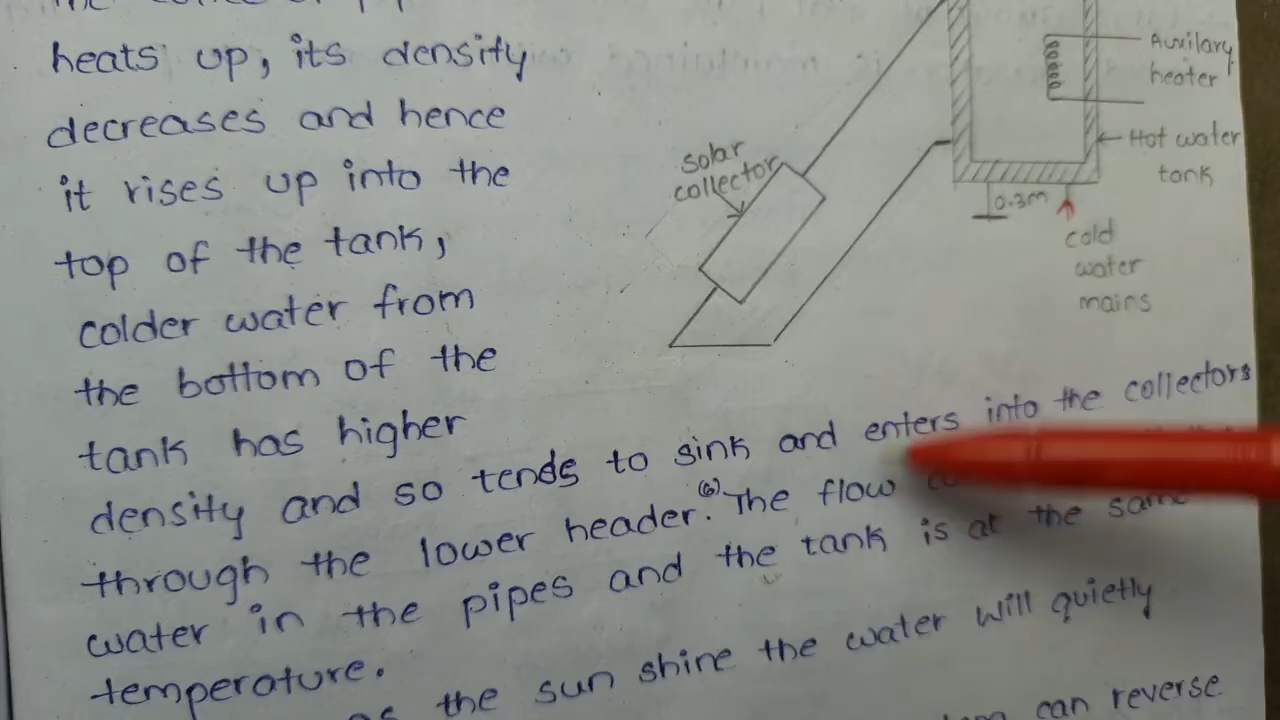 heats up, its density
decreases and hence
it rises up into the
top of the tank,
colder water from
the bottom of the
tank has higher
density and so tends to sink and enters into the collectors
through the lower header. (6) The flow
water in the pipes and the tank is at the same
temperature.
the sun shine the water will quietly
can reverse
solar
collector
Auxilary
heater
Hot water
tank
0.3m
cold
water
mains